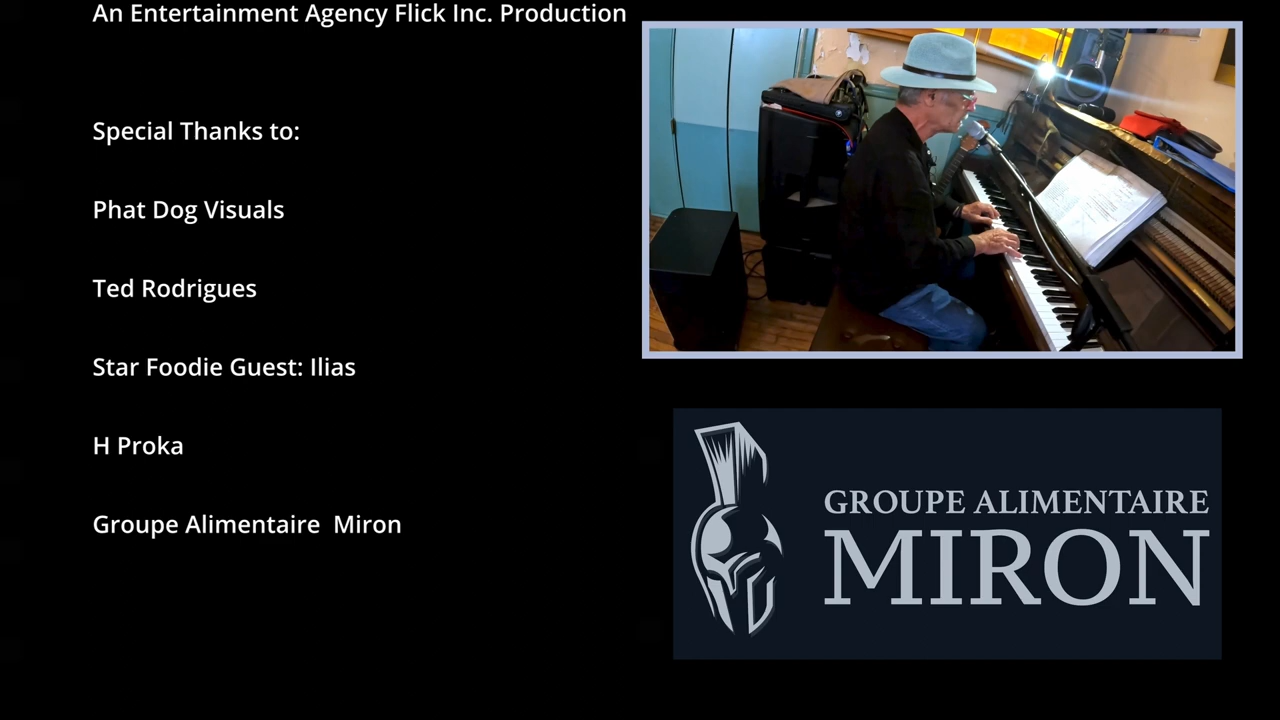 An Entertainment Agency Flick Inc. Production
Special Thanks to:
Phat Dog Visuals
Ted Rodrigues
Star Foodie Guest: Ilias
H Proka
Groupe Alimentaire  Miron
GROUPE ALIMENTAIRE
MIRON